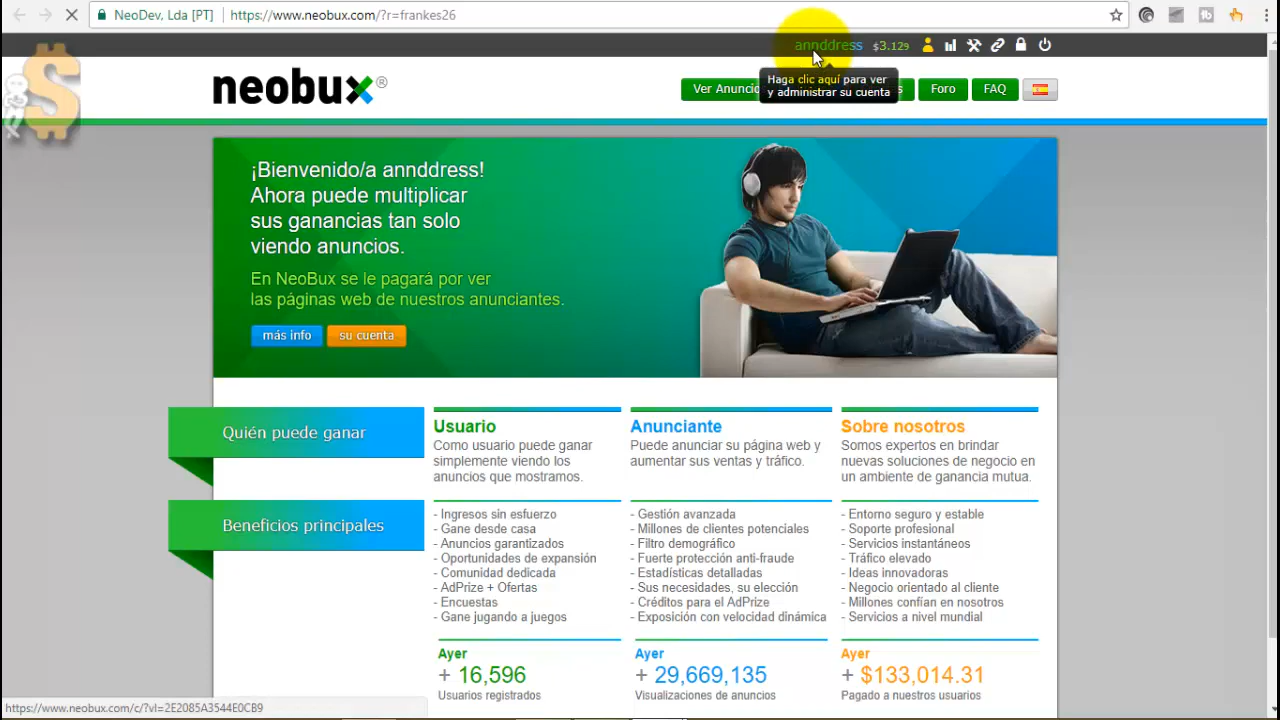 NeoDev, Lda [PT]
https://www.neobux.com/?r=frankes26
annddress $3.129
neobux®
Ver Anuncio
Foro
FAQ
Haga clic aquí para ver
y administrar su cuenta
¡Bienvenido/a annddress!
Ahora puede multiplicar
sus ganancias tan solo
viendo anuncios.
En NeoBux se le pagará por ver
las páginas web de nuestros anunciantes.
más info
su cuenta
Quién puede ganar
Usuario
Como usuario puede ganar
simplemente viendo los
anuncios que mostramos.
Anunciante
Puede anunciar su página web y
aumentar sus ventas y tráfico.
Sobre nosotros
Somos expertos en brindar
nuevas soluciones de negocio en
un ambiente de ganancia mutua.
Beneficios principales
- Ingresos sin esfuerzo
- Gane desde casa
- Anuncios garantizados
- Oportunidades de expansión
- Comunidad dedicada
- AdPrize + Ofertas
- Encuestas
- Gane jugando a juegos
- Gestión avanzada
- Millones de clientes potenciales
- Filtro demográfico
- Fuerte protección anti-fraude
- Estadísticas detalladas
- Sus necesidades, su elección
- Créditos para el AdPrize
- Exposición con velocidad dinámica
- Entorno seguro y estable
- Soporte profesional
- Servicios instantáneos
- Tráfico elevado
- Ideas innovadoras
- Negocio orientado al cliente
- Millones confían en nosotros
- Servicios a nivel mundial
Ayer
+ 16,596
Usuarios registrados
Ayer
+ 29,669,135
Visualizaciones de anuncios
Ayer
+ $133,014.31
Pagado a nuestros usuarios
https://www.neobux.com/c/?vl=2E2085A3544E0CB9